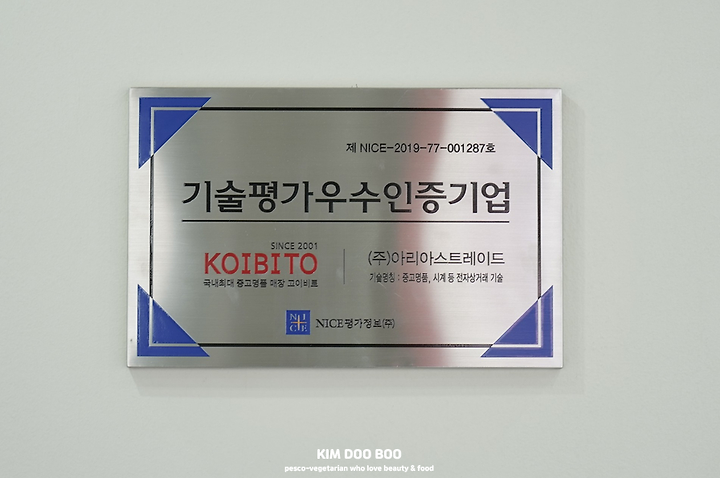 제 NICE-2019-77-001287호
기술평가우수인증기업
SINCE 2001
KOIBITO
국내최대 중고명품 매장 고이비토
(주)아리아스트레이드
기술명칭 : 중고명품, 시계 등 전자상거래 기술
NICE
NICE평가정보(주)
KIM DOO BOO
pesco-vegetarian who love beauty & food